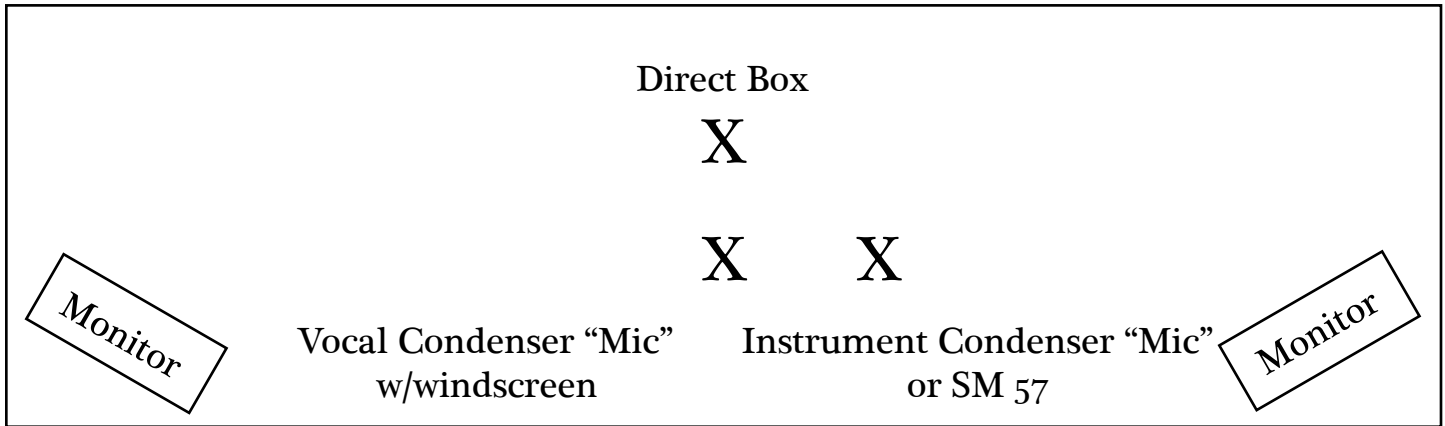 Direct Box
X
X X
Monitor
Vocal Condenser “Mic”
w/windscreen
Instrument Condenser “Mic”
or SM 57
Monitor